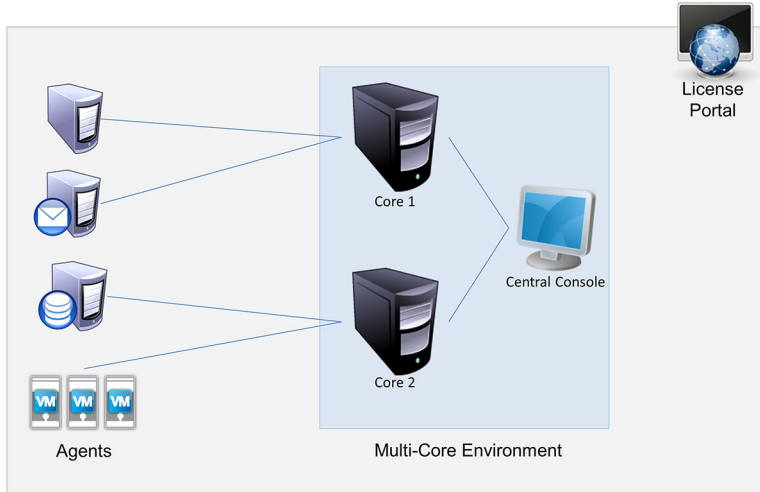 License
Portal
Core 1
Central Console
Core 2
VM VM VM
Agents
Multi-Core Environment